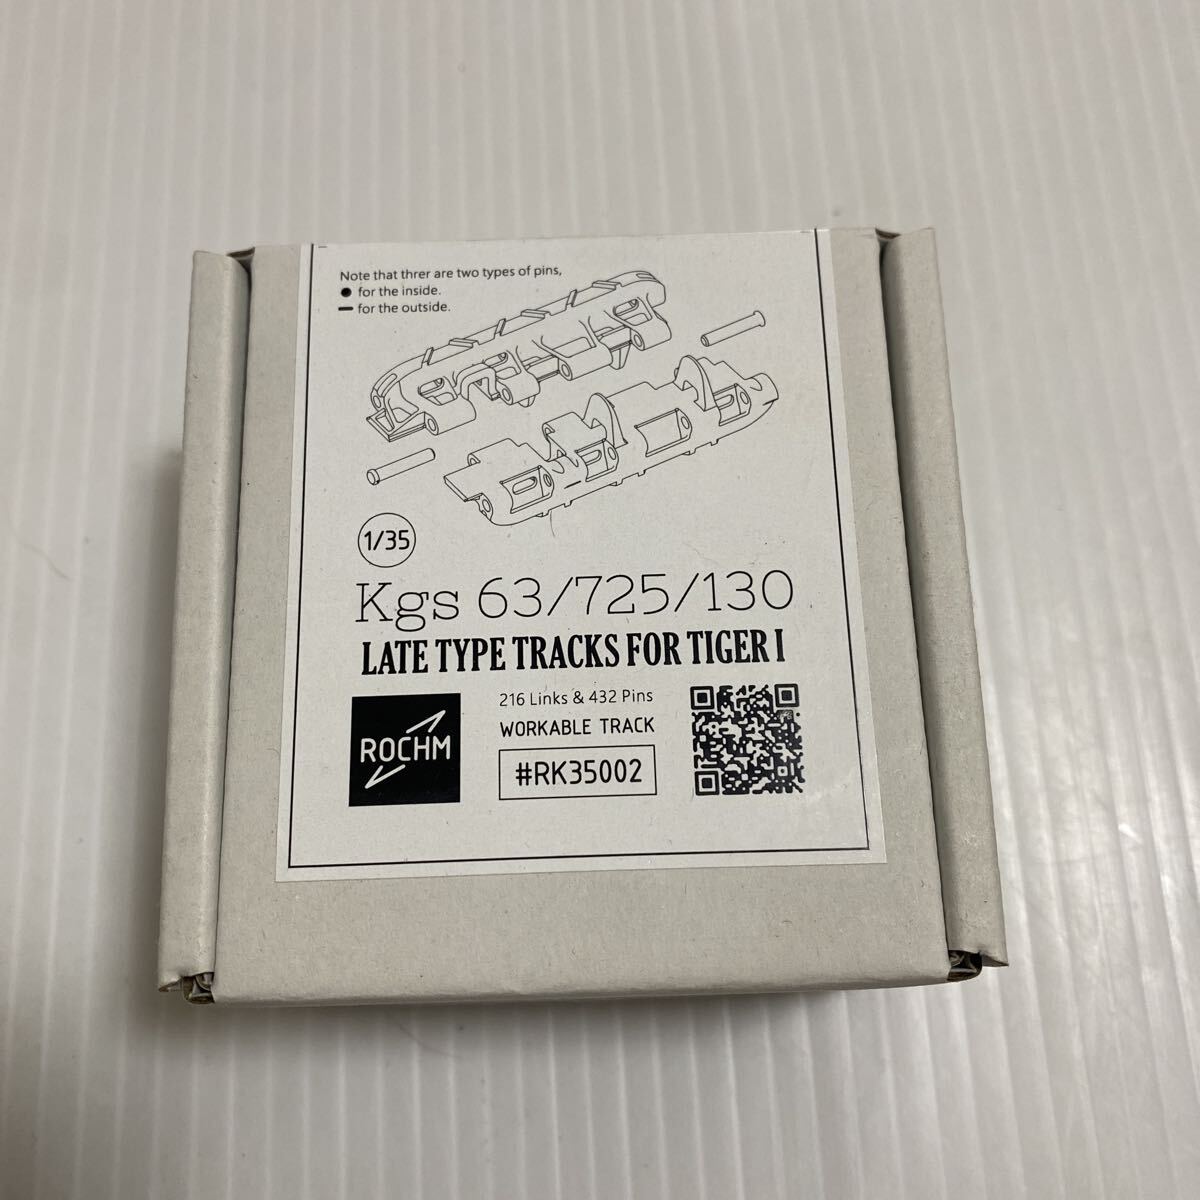 Note that threr are two types of pins,
● for the inside.
━ for the outside.
1/35
Kgs 63/725/130
LATE TYPE TRACKS FOR TIGER I
216 Links & 432 Pins
WORKABLE TRACK
ROCHM
#RK35002